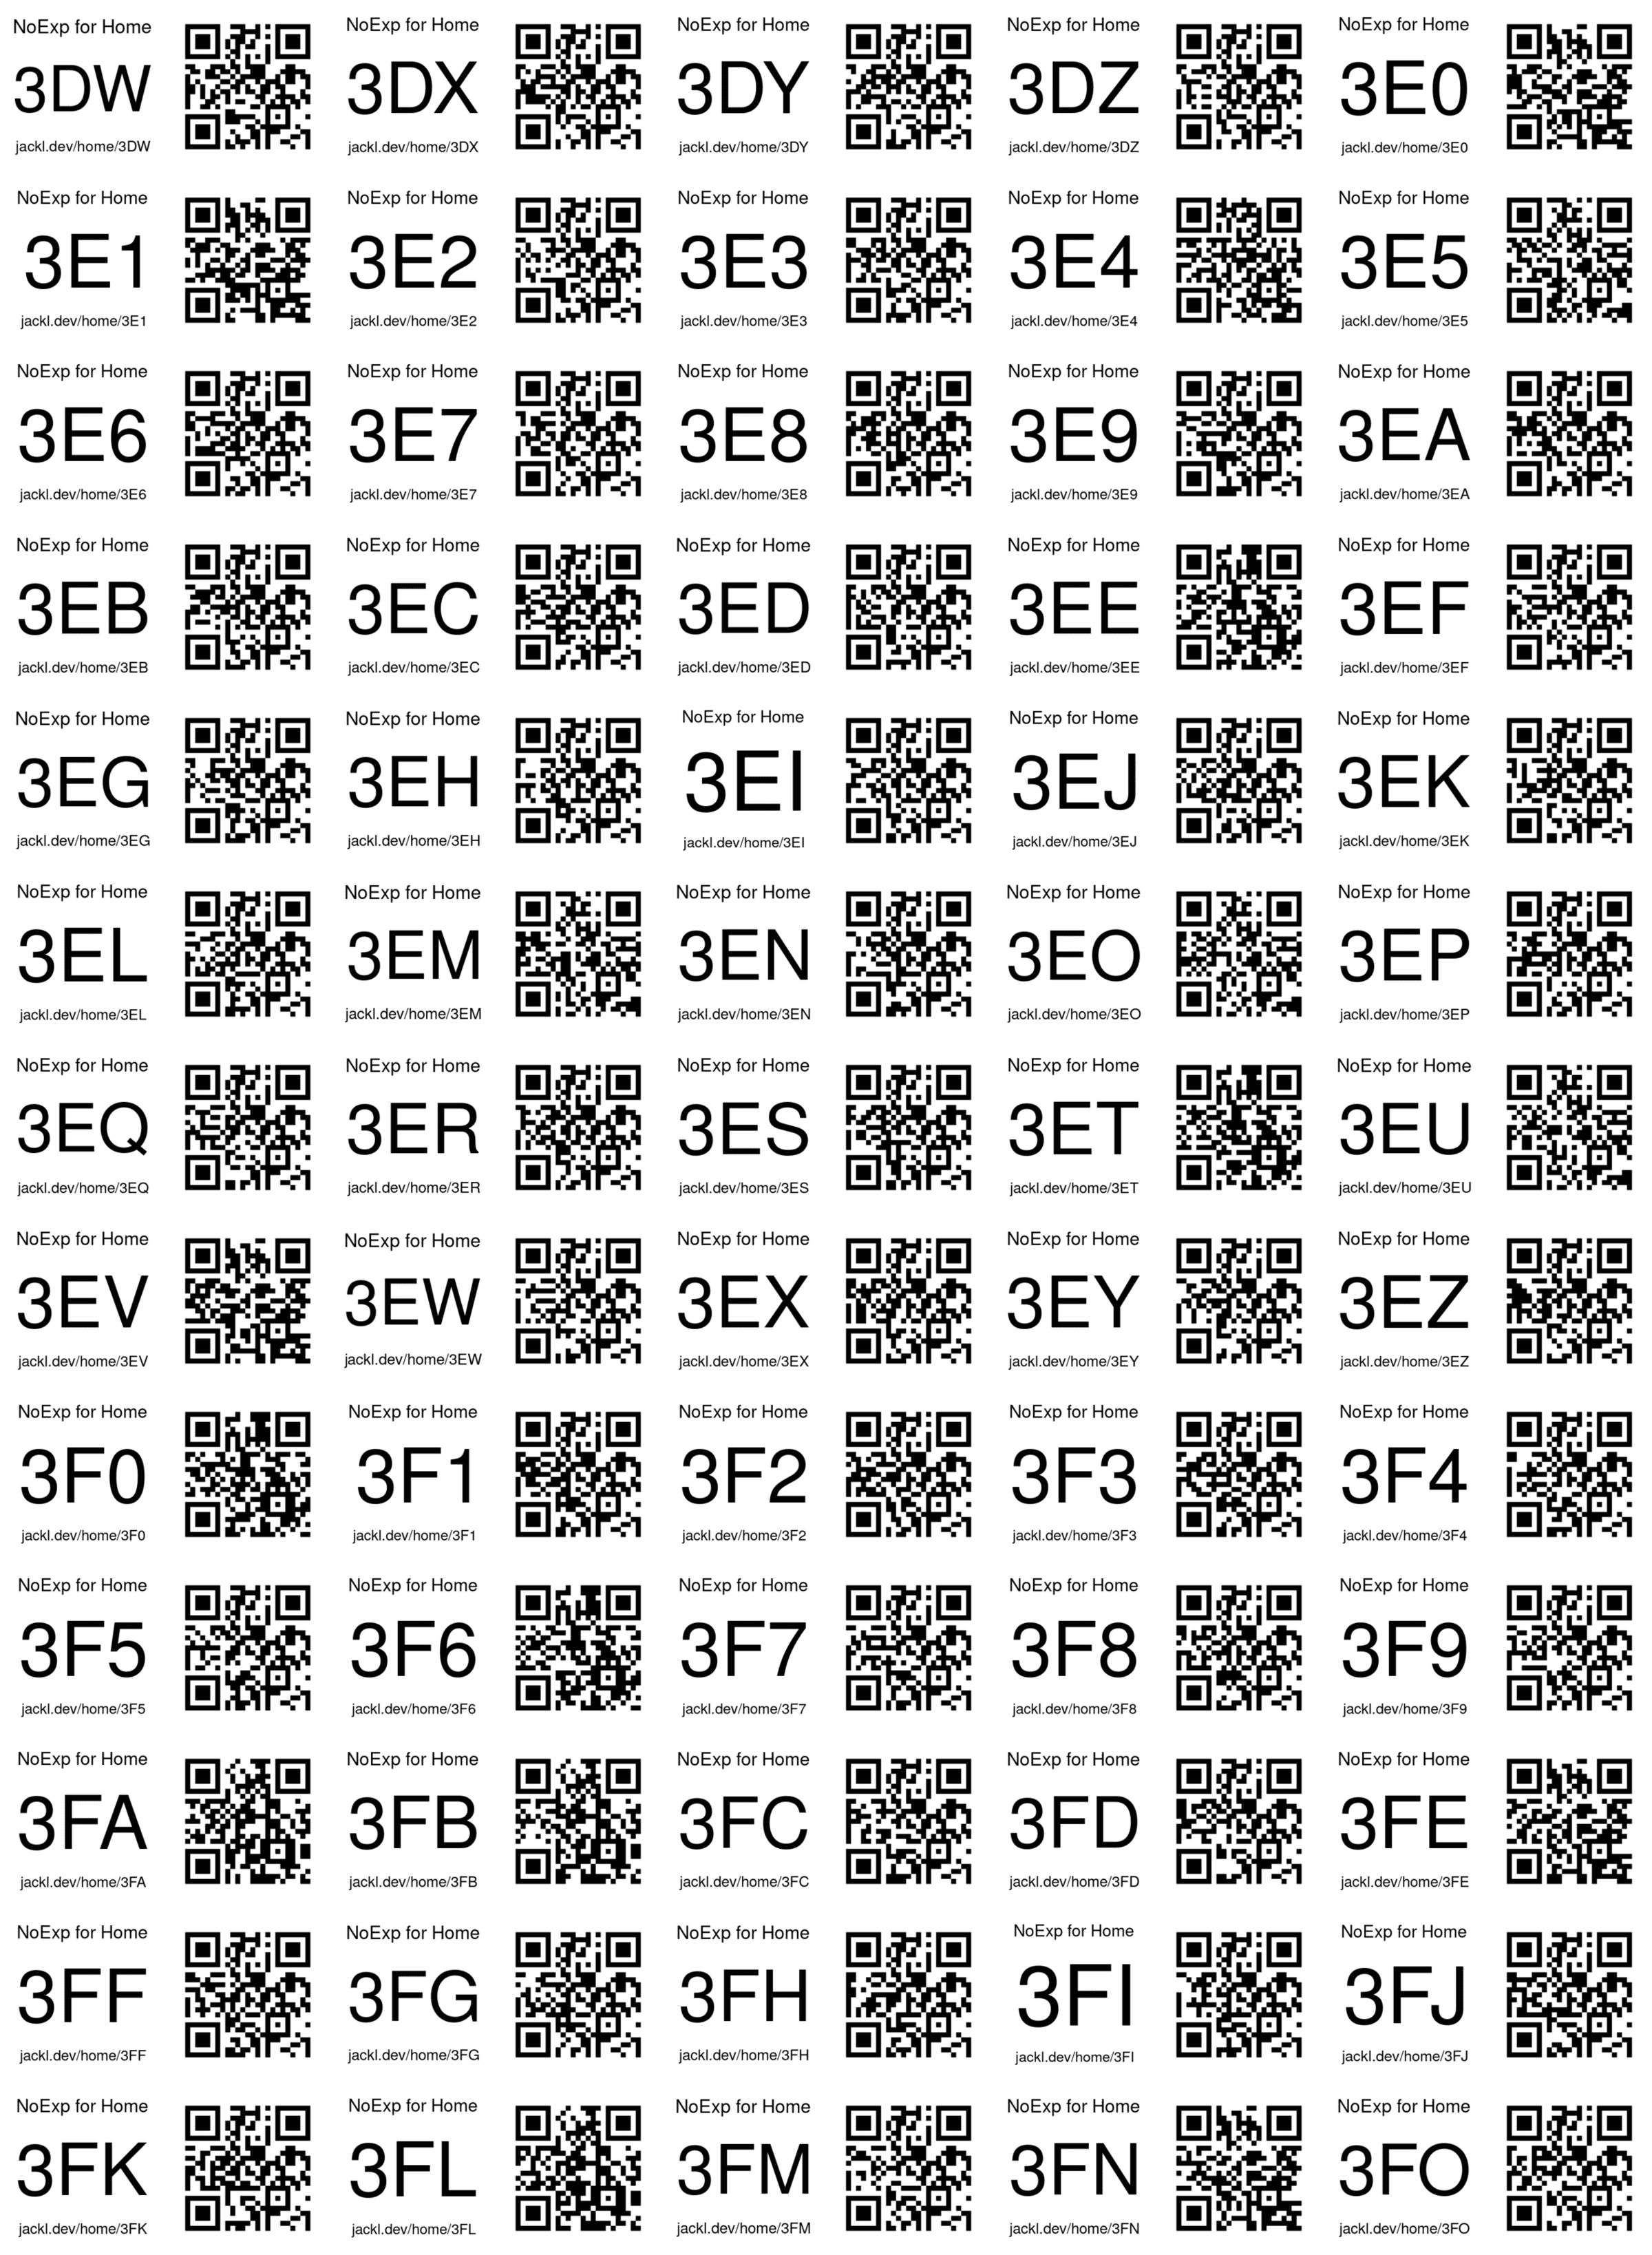 NoExp for Home
3DW
jackl.dev/home/3DW
NoExp for Home
3DX
jackl.dev/home/3DX
NoExp for Home
3DY
jackl.dev/home/3DY
NoExp for Home
3DZ
jackl.dev/home/3DZ
NoExp for Home
3E0
jackl.dev/home/3E0
NoExp for Home
3E1
jackl.dev/home/3E1
NoExp for Home
3E2
jackl.dev/home/3E2
NoExp for Home
3E3
jackl.dev/home/3E3
NoExp for Home
3E4
jackl.dev/home/3E4
NoExp for Home
3E5
jackl.dev/home/3E5
NoExp for Home
3E6
jackl.dev/home/3E6
NoExp for Home
3E7
jackl.dev/home/3E7
NoExp for Home
3E8
jackl.dev/home/3E8
NoExp for Home
3E9
jackl.dev/home/3E9
NoExp for Home
3EA
jackl.dev/home/3EA
NoExp for Home
3EB
jackl.dev/home/3EB
NoExp for Home
3EC
jackl.dev/home/3EC
NoExp for Home
3ED
jackl.dev/home/3ED
NoExp for Home
3EE
jackl.dev/home/3EE
NoExp for Home
3EF
jackl.dev/home/3EF
NoExp for Home
3EG
jackl.dev/home/3EG
NoExp for Home
3EH
jackl.dev/home/3EH
NoExp for Home
3EI
jackl.dev/home/3EI
NoExp for Home
3EJ
jackl.dev/home/3EJ
NoExp for Home
3EK
jackl.dev/home/3EK
NoExp for Home
3EL
jackl.dev/home/3EL
NoExp for Home
3EM
jackl.dev/home/3EM
NoExp for Home
3EN
jackl.dev/home/3EN
NoExp for Home
3EO
jackl.dev/home/3EO
NoExp for Home
3EP
jackl.dev/home/3EP
NoExp for Home
3EQ
jackl.dev/home/3EQ
NoExp for Home
3ER
jackl.dev/home/3ER
NoExp for Home
3ES
jackl.dev/home/3ES
NoExp for Home
3ET
jackl.dev/home/3ET
NoExp for Home
3EU
jackl.dev/home/3EU
NoExp for Home
3EV
jackl.dev/home/3EV
NoExp for Home
3EW
jackl.dev/home/3EW
NoExp for Home
3EX
jackl.dev/home/3EX
NoExp for Home
3EY
jackl.dev/home/3EY
NoExp for Home
3EZ
jackl.dev/home/3EZ
NoExp for Home
3F0
jackl.dev/home/3F0
NoExp for Home
3F1
jackl.dev/home/3F1
NoExp for Home
3F2
jackl.dev/home/3F2
NoExp for Home
3F3
jackl.dev/home/3F3
NoExp for Home
3F4
jackl.dev/home/3F4
NoExp for Home
3F5
jackl.dev/home/3F5
NoExp for Home
3F6
jackl.dev/home/3F6
NoExp for Home
3F7
jackl.dev/home/3F7
NoExp for Home
3F8
jackl.dev/home/3F8
NoExp for Home
3F9
jackl.dev/home/3F9
NoExp for Home
3FA
jackl.dev/home/3FA
NoExp for Home
3FB
jackl.dev/home/3FB
NoExp for Home
3FC
jackl.dev/home/3FC
NoExp for Home
3FD
jackl.dev/home/3FD
NoExp for Home
3FE
jackl.dev/home/3FE
NoExp for Home
3FF
jackl.dev/home/3FF
NoExp for Home
3FG
jackl.dev/home/3FG
NoExp for Home
3FH
jackl.dev/home/3FH
NoExp for Home
3FI
jackl.dev/home/3FI
NoExp for Home
3FJ
jackl.dev/home/3FJ
NoExp for Home
3FK
jackl.dev/home/3FK
NoExp for Home
3FL
jackl.dev/home/3FL
NoExp for Home
3FM
jackl.dev/home/3FM
NoExp for Home
3FN
jackl.dev/home/3FN
NoExp for Home
3FO
jackl.dev/home/3FO